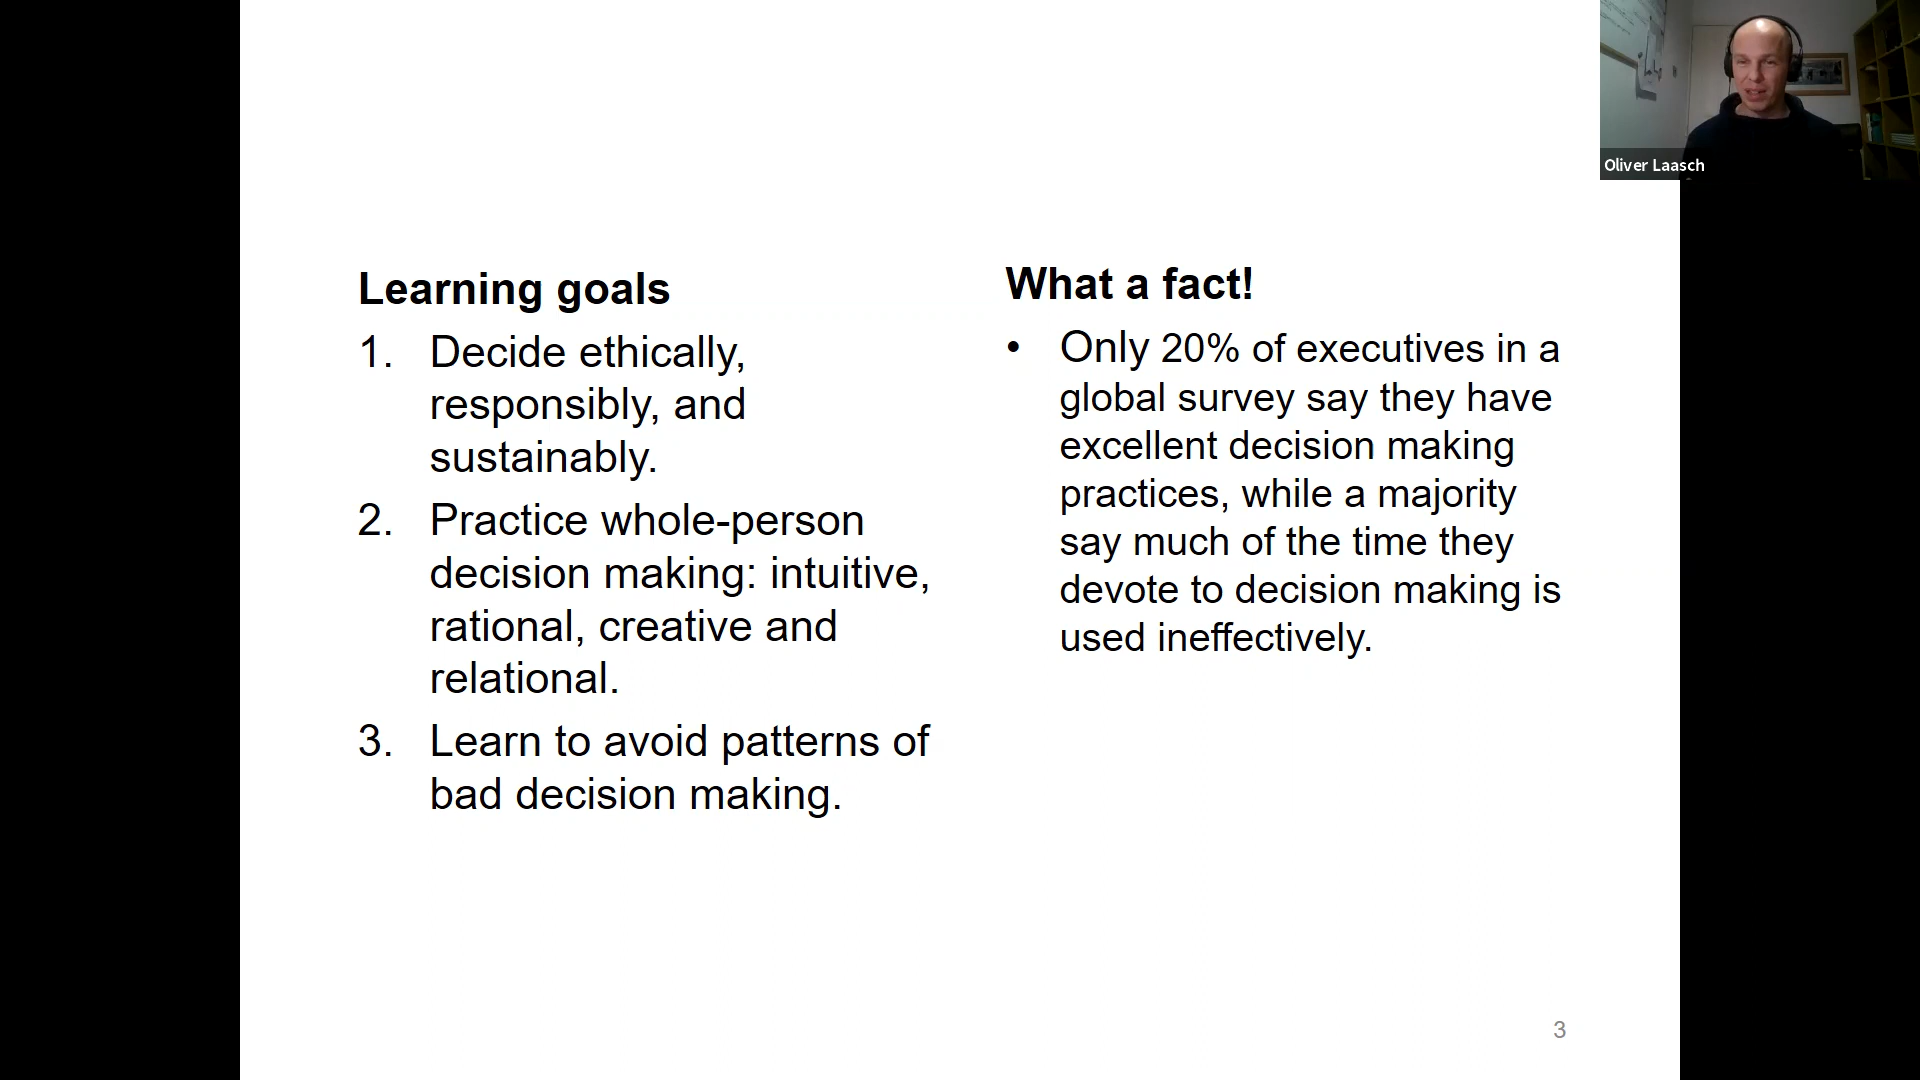 Oliver Laasch
Learning goals
1. Decide ethically,
responsibly, and
sustainably.
2. Practice whole-person
decision making: intuitive,
rational, creative and
relational.
3. Learn to avoid patterns of
bad decision making.
What a fact!
• Only 20% of executives in a
global survey say they have
excellent decision making
practices, while a majority
say much of the time they
devote to decision making is
used ineffectively.
3